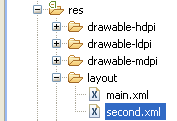 res
drawable-hdpi
drawable-ldpi
drawable-mdpi
layout
main.xml
second.xml